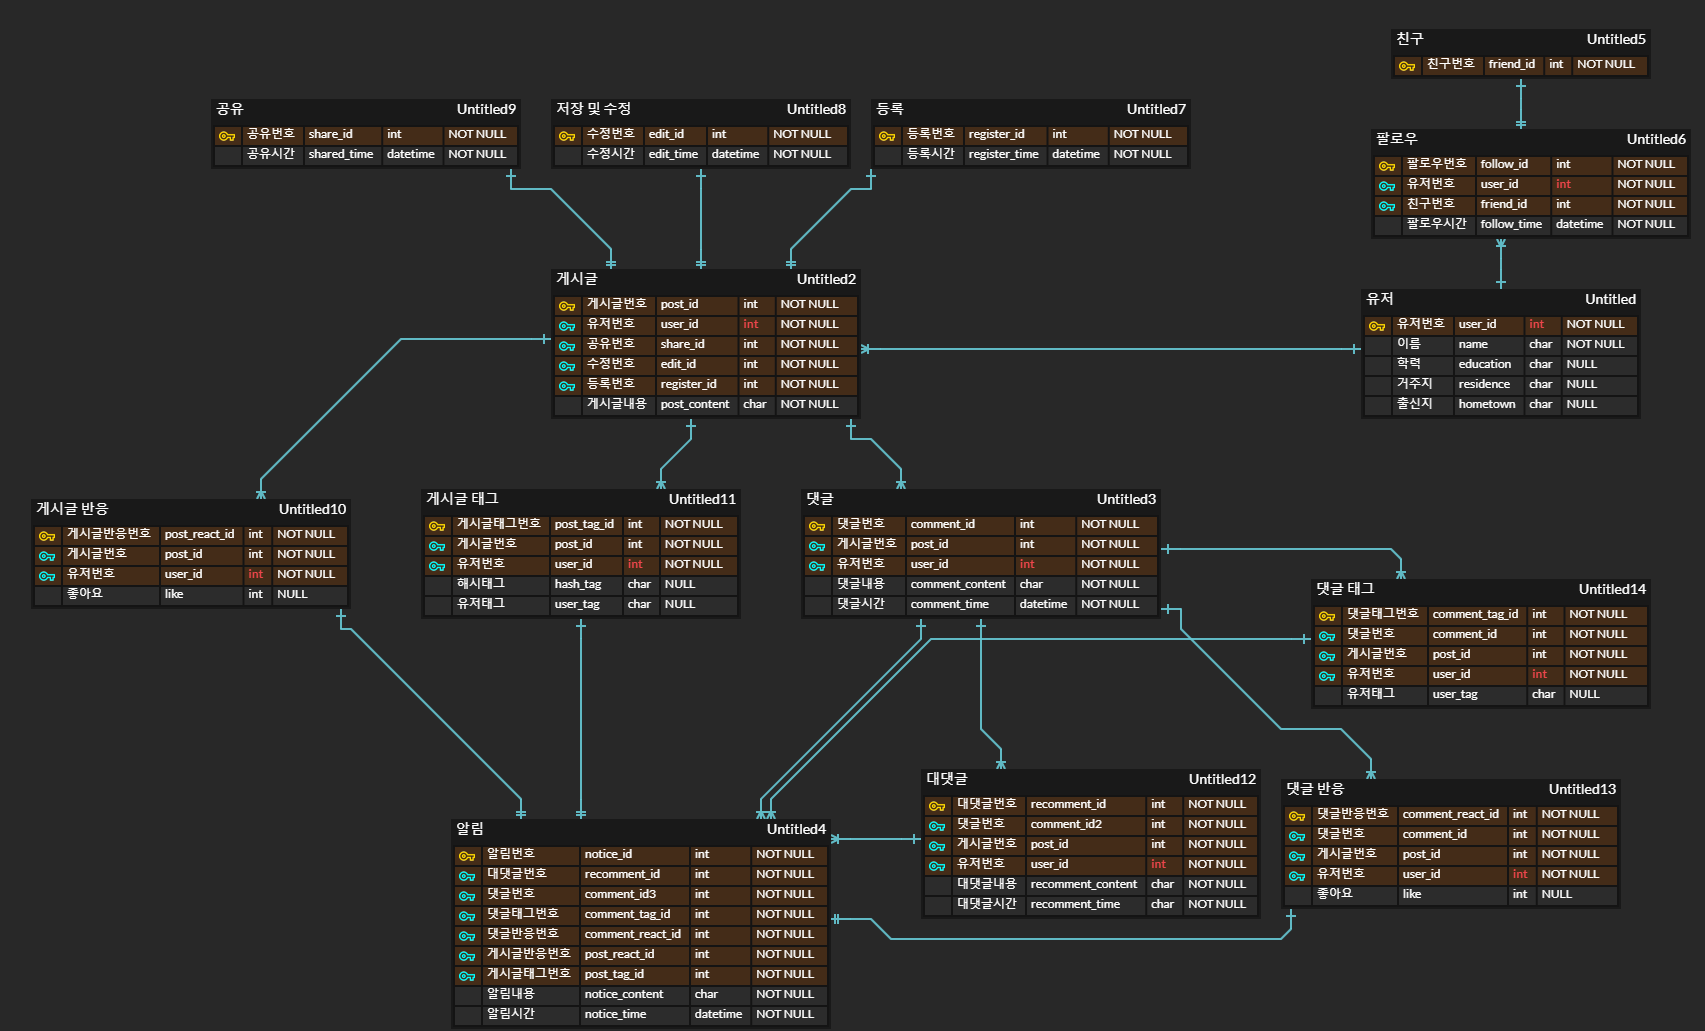 친구 Untitled5
친구번호 friend_id int NOT NULL
공유 Untitled9
공유번호 share_id int NOT NULL
공유시간 shared_time datetime NOT NULL
저장 및 수정 Untitled8
수정번호 edit_id int NOT NULL
수정시간 edit_time datetime NOT NULL
등록 Untitled7
등록번호 register_id int NOT NULL
등록시간 register_time datetime NOT NULL
팔로우 Untitled6
팔로우번호 follow_id int NOT NULL
유저번호 user_id int NOT NULL
친구번호 friend_id int NOT NULL
팔로우시간 follow_time datetime NOT NULL
게시글 Untitled2
게시글번호 post_id int NOT NULL
유저번호 user_id int NOT NULL
공유번호 share_id int NOT NULL
수정번호 edit_id int NOT NULL
등록번호 register_id int NOT NULL
게시글내용 post_content char NOT NULL
유저 Untitled
유저번호 user_id int NOT NULL
이름 name char NOT NULL
학력 education char NULL
거주지 residence char NULL
출신지 hometown char NULL
게시글 반응 Untitled10
게시글반응번호 post_react_id int NOT NULL
게시글번호 post_id int NOT NULL
유저번호 user_id int NOT NULL
좋아요 like int NULL
게시글 태그 Untitled11
게시글태그번호 post_tag_id int NOT NULL
게시글번호 post_id int NOT NULL
유저번호 user_id int NOT NULL
해시태그 hash_tag char NULL
유저태그 user_tag char NULL
댓글 Untitled3
댓글번호 comment_id int NOT NULL
게시글번호 post_id int NOT NULL
유저번호 user_id int NOT NULL
댓글내용 comment_content char NOT NULL
댓글시간 comment_time datetime NOT NULL
댓글 태그 Untitled14
댓글태그번호 comment_tag_id int NOT NULL
댓글번호 comment_id int NOT NULL
게시글번호 post_id int NOT NULL
유저번호 user_id int NOT NULL
유저태그 user_tag char NULL
대댓글 Untitled12
대댓글번호 recomment_id int NOT NULL
댓글번호 comment_id2 int NOT NULL
게시글번호 post_id int NOT NULL
유저번호 user_id int NOT NULL
대댓글내용 recomment_content char NOT NULL
대댓글시간 recomment_time char NOT NULL
댓글 반응 Untitled13
댓글반응번호 comment_react_id int NOT NULL
댓글번호 comment_id int NOT NULL
게시글번호 post_id int NOT NULL
유저번호 user_id int NOT NULL
좋아요 like int NULL
알림 Untitled4
알림번호 notice_id int NOT NULL
대댓글번호 recomment_id int NOT NULL
댓글번호 comment_id3 int NOT NULL
댓글태그번호 comment_tag_id int NOT NULL
댓글반응번호 comment_react_id int NOT NULL
게시글반응번호 post_react_id int NOT NULL
게시글태그번호 post_tag_id int NOT NULL
알림내용 notice_content char NOT NULL
알림시간 notice_time datetime NOT NULL